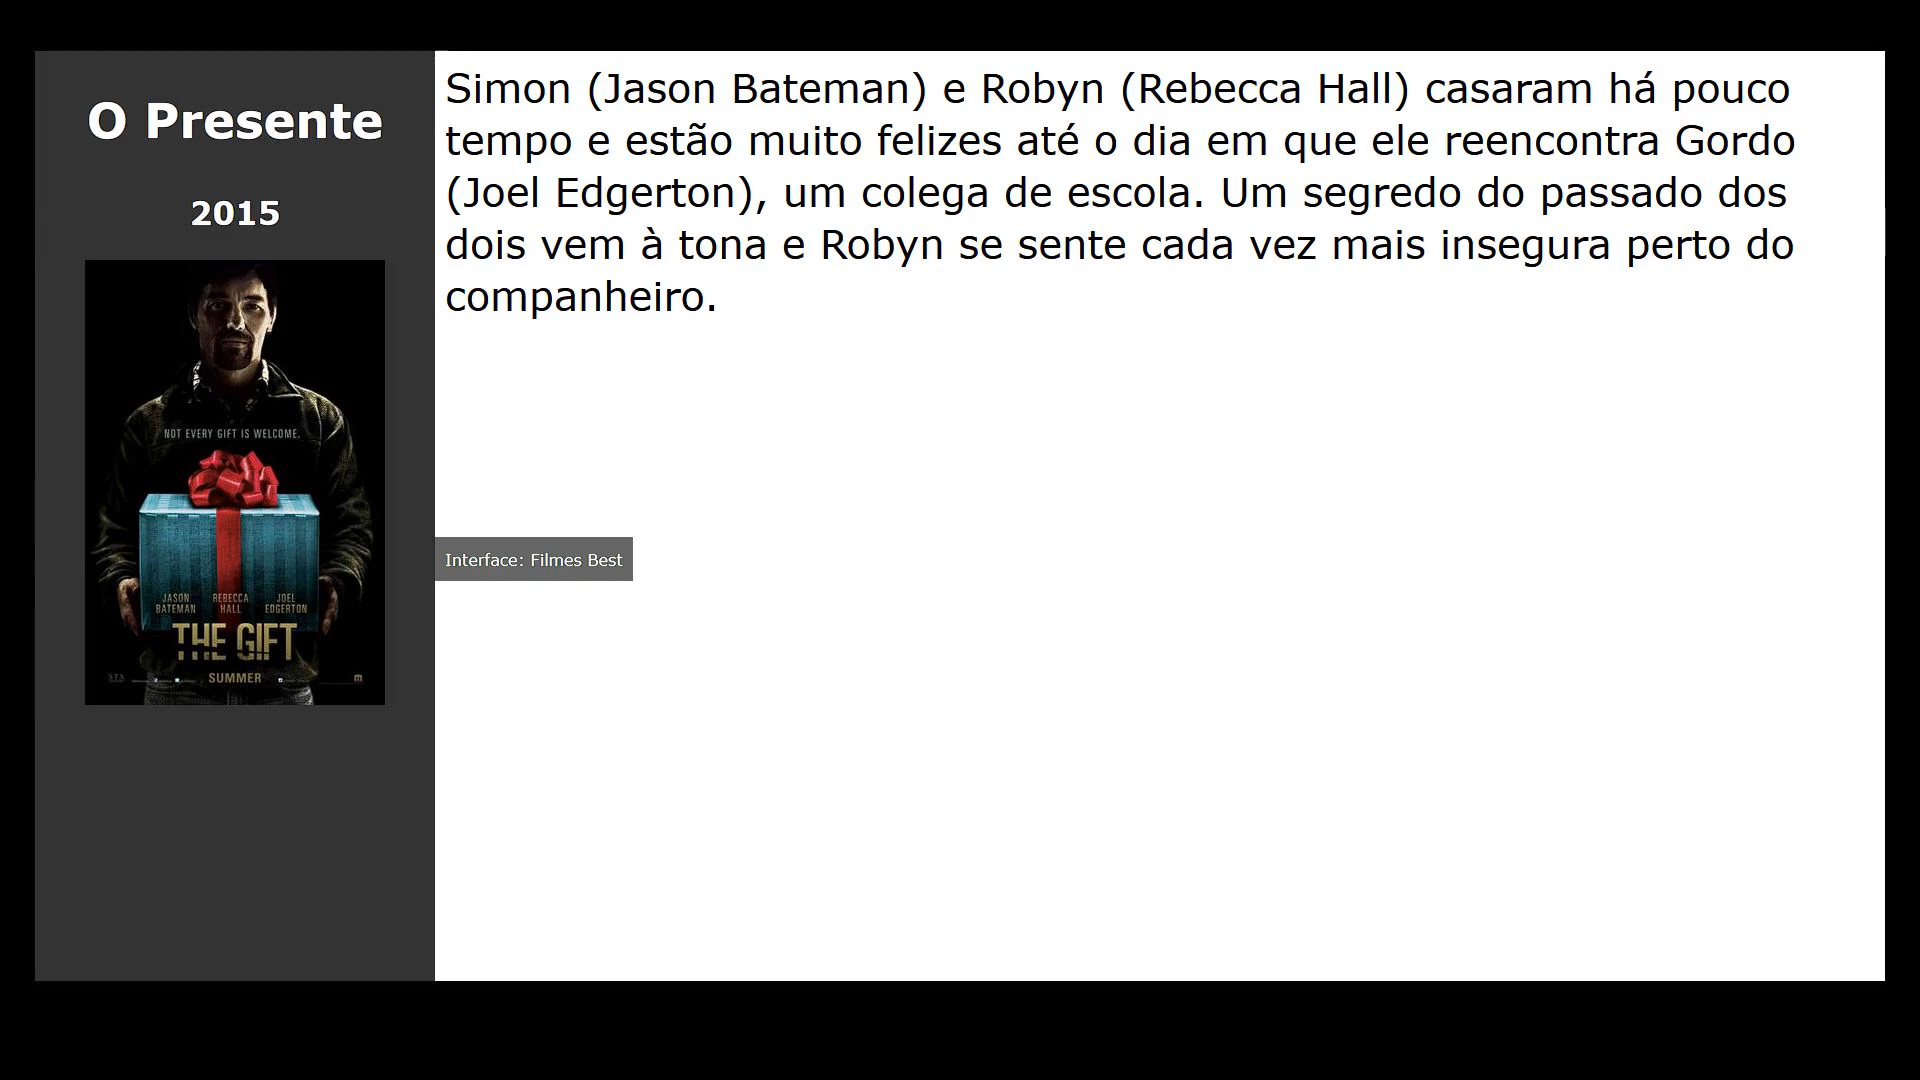 O Presente
2015
NOT EVERY GIFT IS WELCOME.
JASON BATEMAN
REBECCA HALL
JOEL EDGERTON
THE GIFT
SUMMER
STX
Simon (Jason Bateman) e Robyn (Rebecca Hall) casaram há pouco
tempo e estão muito felizes até o dia em que ele reencontra Gordo
(Joel Edgerton), um colega de escola. Um segredo do passado dos
dois vem à tona e Robyn se sente cada vez mais insegura perto do
companheiro.
Interface: Filmes Best